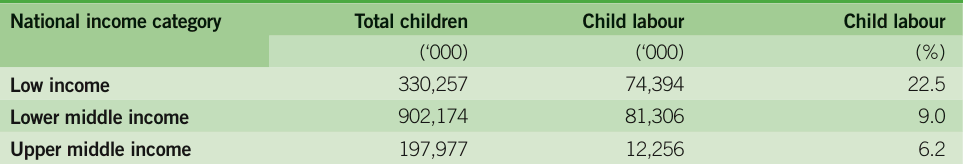 National income category Total children Child labour Child labour
(‘000) (‘000) (%)
Low income 330,257 74,394 22.5
Lower middle income 902,174 81,306 9.0
Upper middle income 197,977 12,256 6.2